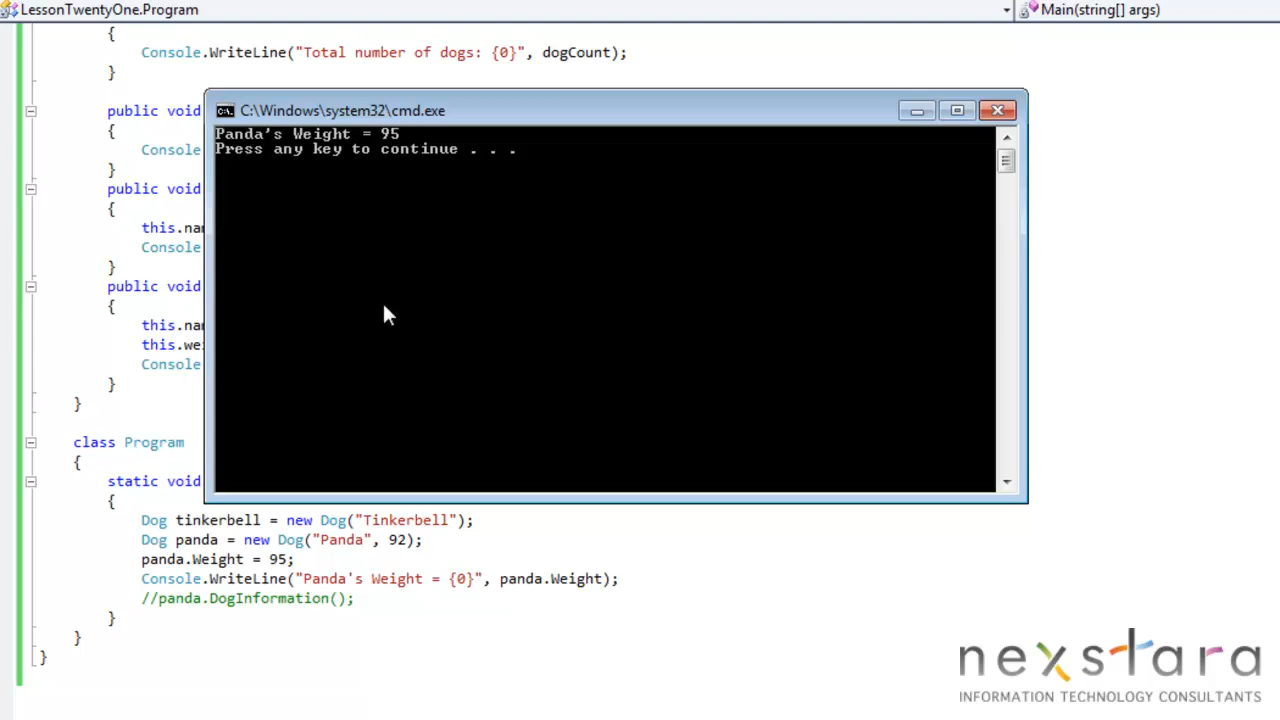 LessonTwentyOne.Program
Main(string[] args)
{
Console.WriteLine("Total number of dogs: {0}", dogCount);
}
public void
{
Console
}
public void
{
this.nam
Console
}
public void
{
this.nam
this.wei
Console
}
}
C:\Windows\system32\cmd.exe
Panda's Weight = 95
Press any key to continue . . .
class Program
{
static void
{
Dog tinkerbell = new Dog("Tinkerbell");
Dog panda = new Dog("Panda", 92);
panda.Weight = 95;
Console.WriteLine("Panda's Weight = {0}", panda.Weight);
//panda.DogInformation();
}
}
}
nexstara
INFORMATION TECHNOLOGY CONSULTANTS